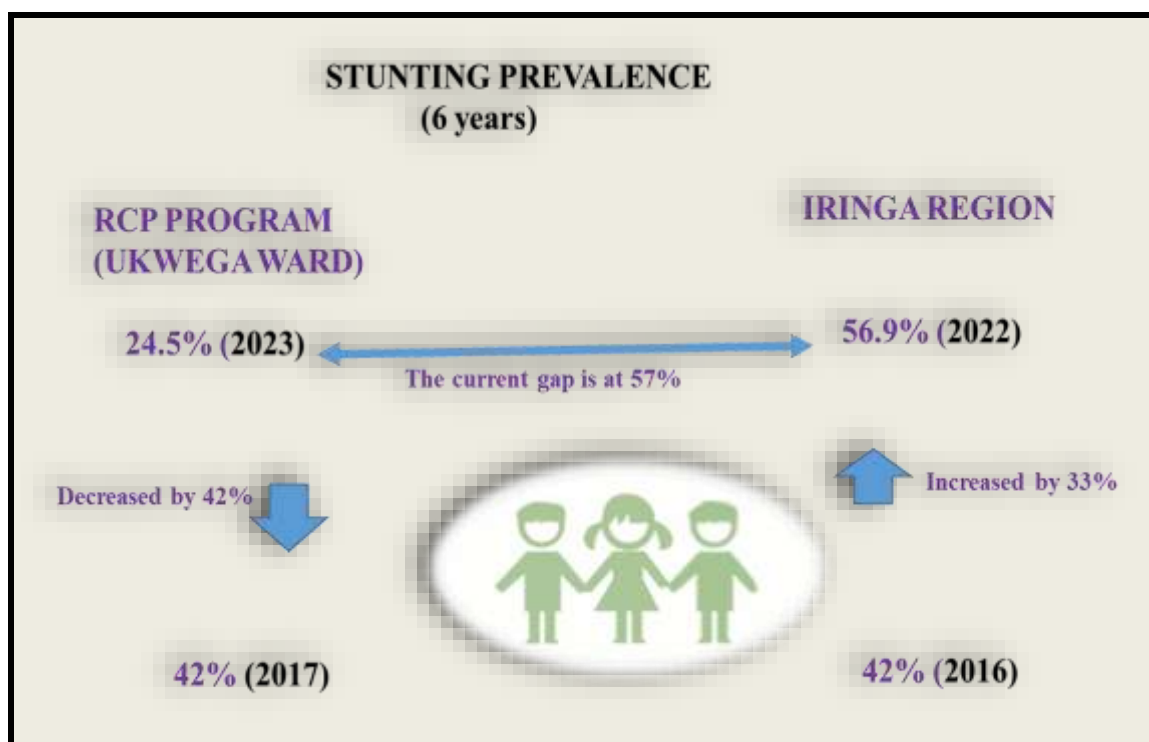 STUNTING PREVALENCE
(6 years)
RCP PROGRAM
(UKWEGA WARD)
IRINGA REGION
24.5% (2023)
56.9% (2022)
The current gap is at 57%
Decreased by 42%
Increased by 33%
42% (2017)
42% (2016)